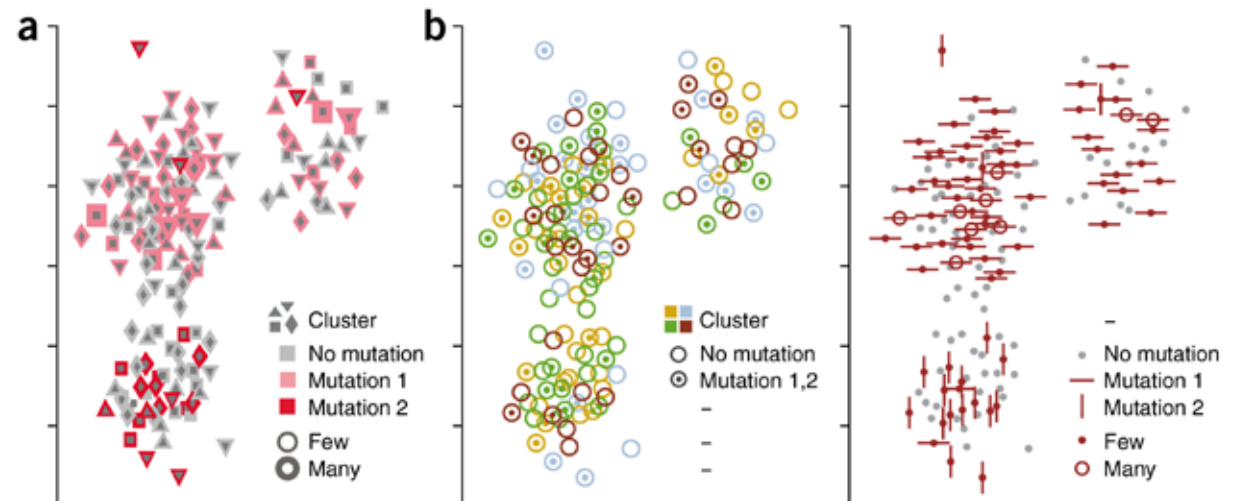 a
Cluster
No mutation
Mutation 1
Mutation 2
Few
Many
b
Cluster
No mutation
Mutation 1,2
–
–
–
–
No mutation
Mutation 1
Mutation 2
Few
Many